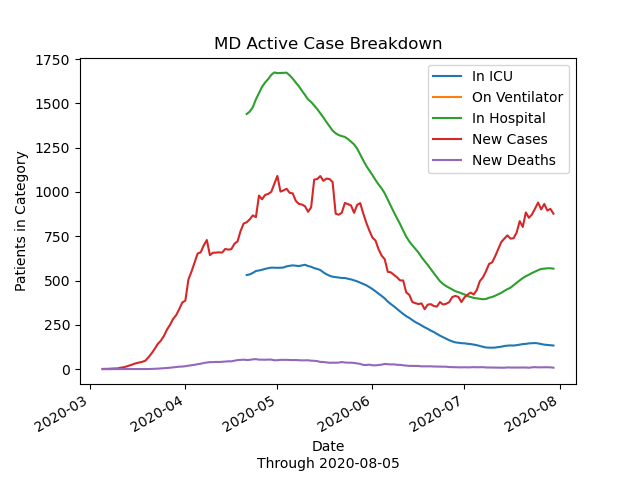 MD Active Case Breakdown
1750
1500
1250
1000
750
500
250
0
Patients in Category
In ICU
On Ventilator
In Hospital
New Cases
New Deaths
2020-03
2020-04
2020-05
2020-06
2020-07
2020-08
Date
Through 2020-08-05